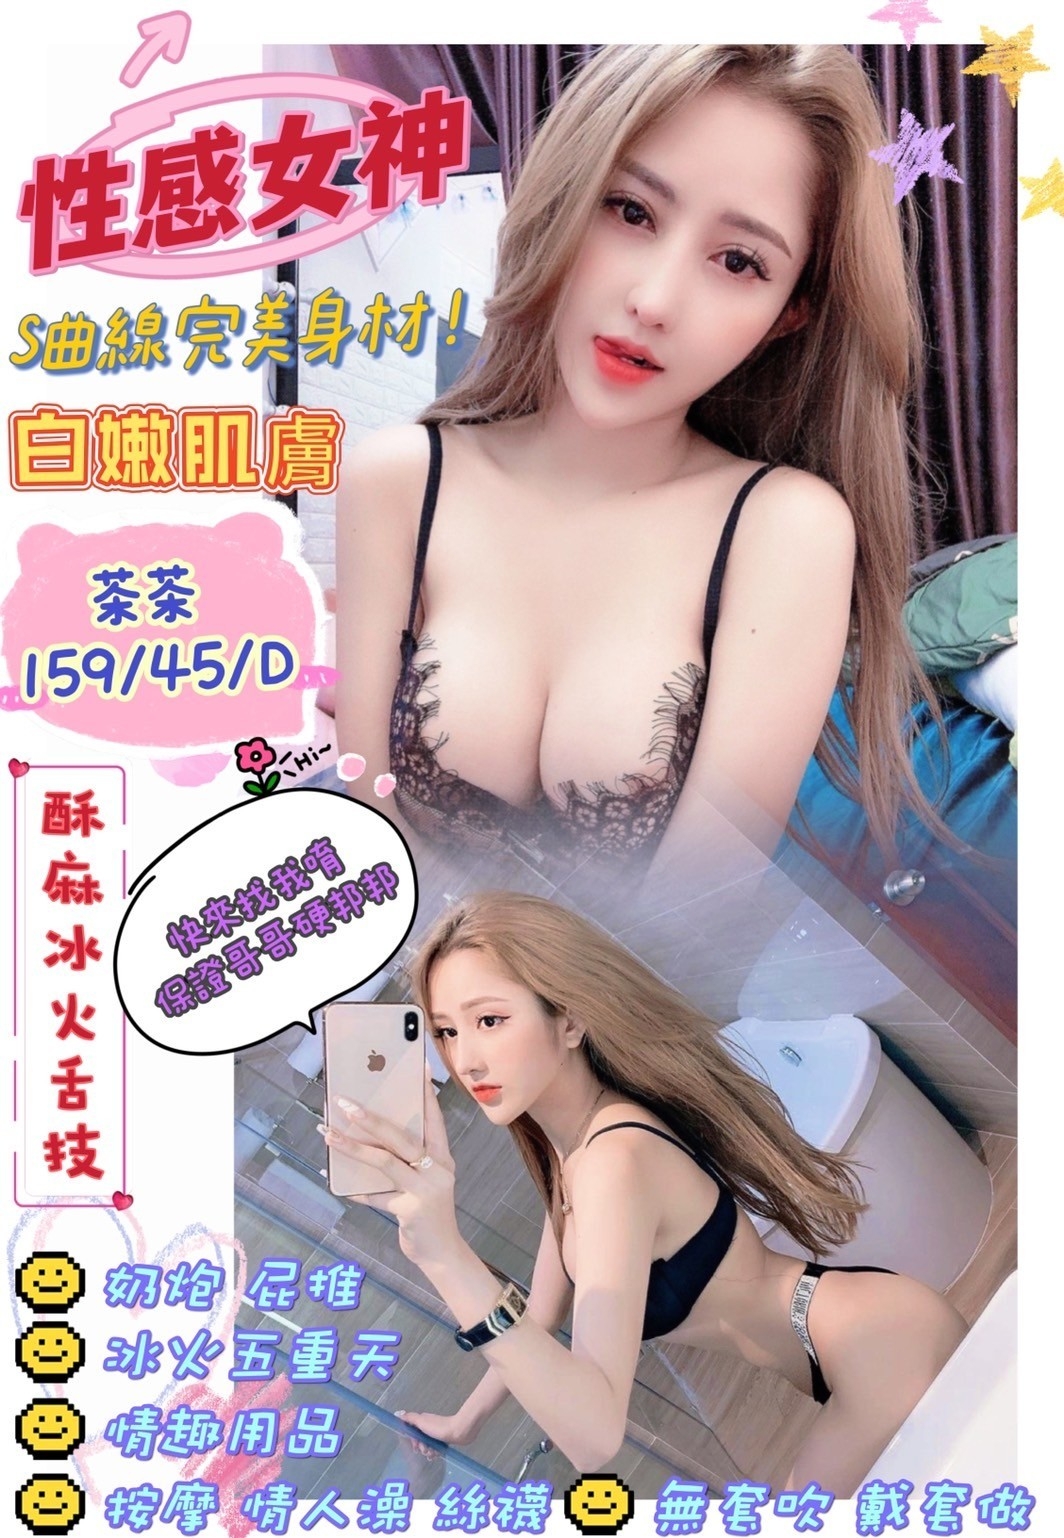 性感女神
S曲線完美身材!
白嫩肌膚
茶茶
159/45/D
Hi~
酥麻冰火舌技
快來找我唷
保證哥哥硬邦邦
奶炮 屁推
冰火五重天
情趣用品
按摩 情人澡 絲襪 無套吹 戴套做